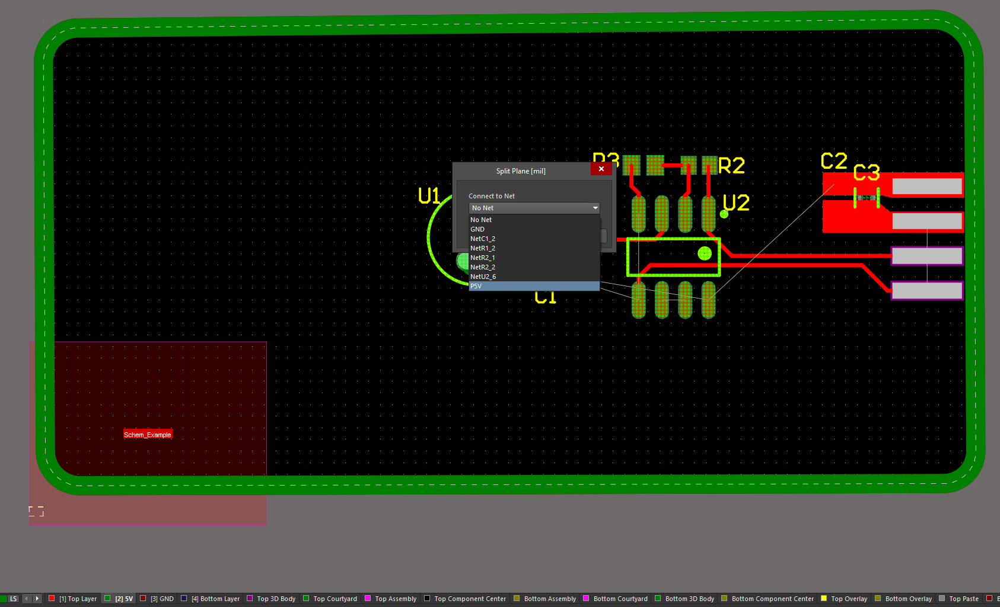 R3
R2
C2
C3
U1
U2
Split Plane [mil]
Connect to Net
No Net
No Net
GND
NetC1_2
NetR1_2
NetR2_1
NetR2_2
NetU2_6
P5V
C1
Schem_Example
LS
[1] Top Layer
[2] 5V
[3] GND
[4] Bottom Layer
Top 3D Body
Top Courtyard
Top Assembly
Top Component Center
Bottom Assembly
Bottom Courtyard
Bottom 3D Body
Bottom Component Center
Top Overlay
Bottom Overlay
Top Paste